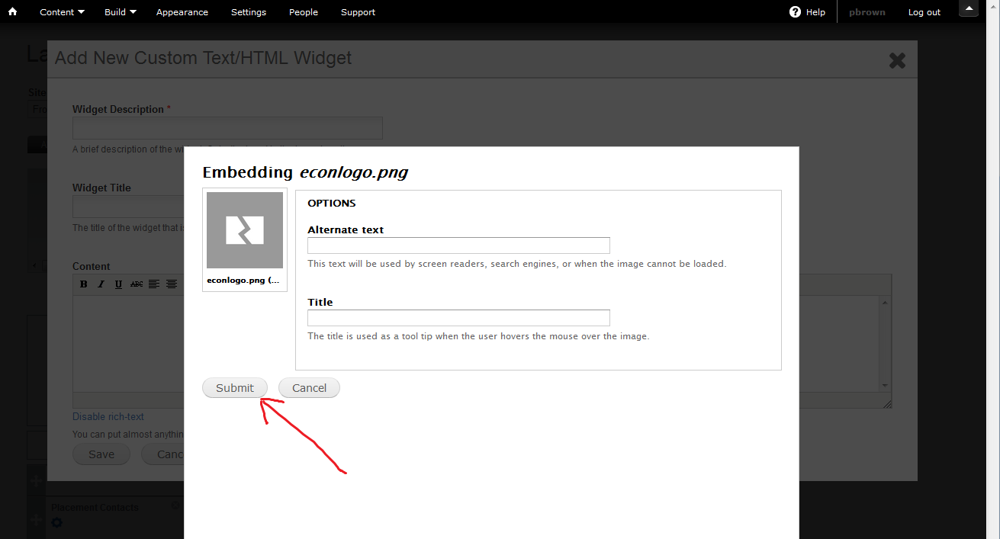 Content Build Appearance Settings People Support ? Help pbrown Log out
La
Add New Custom Text/HTML Widget
Site
Fro
Widget Description *
A brief description of the
Embedding econlogo.png
Widget Title
OPTIONS
The title of the widget that is
Alternate text
This text will be used by screen readers, search engines, or when the image cannot be loaded.
Content
econlogo.png (...
B I U ABC
Title
The title is used as a tool tip when the user hovers the mouse over the image.
Submit Cancel
Disable rich-text
You can put almost anythin
Save Canc
Placement Contacts